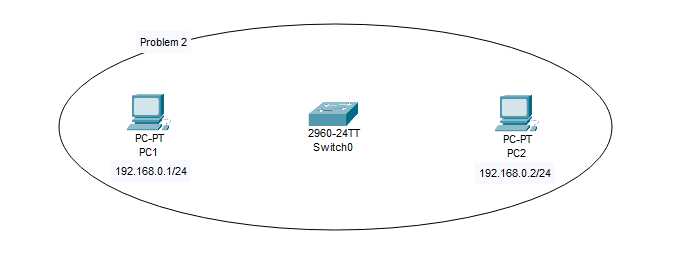 Problem 2
PC-PT
PC1
192.168.0.1/24
2960-24TT
Switch0
PC-PT
PC2
192.168.0.2/24